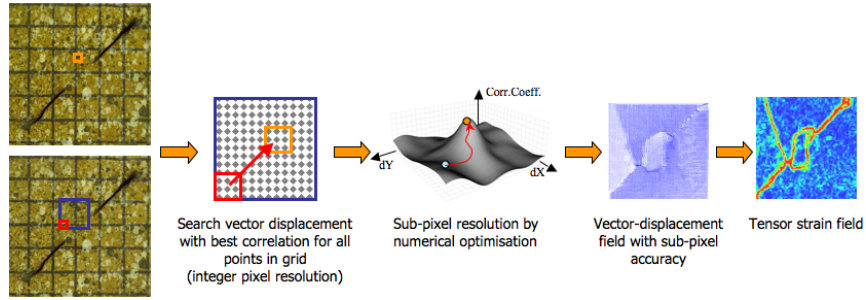 Corr.Coeff.
dY
dX
Search vector displacement
with best correlation for all
points in grid
(integer pixel resolution)
Sub-pixel resolution by
numerical optimisation
Vector-displacement
field with sub-pixel
accuracy
Tensor strain field